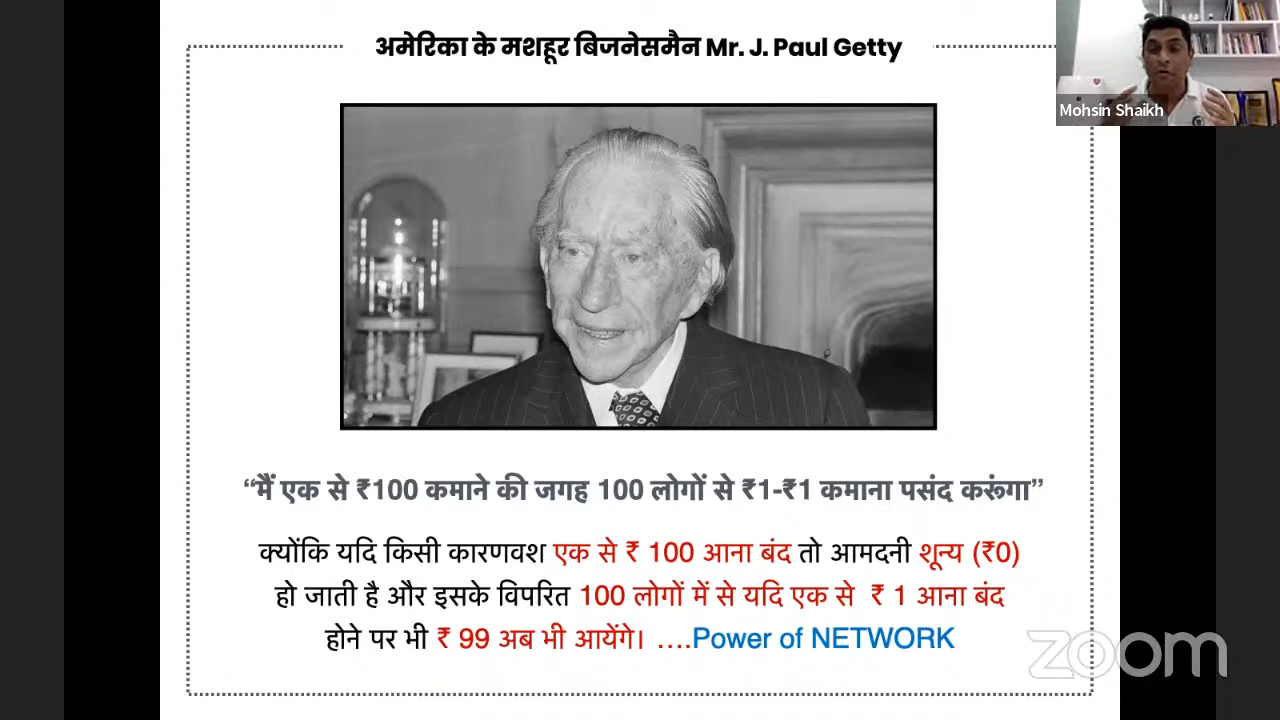 अमेरिका के मशहूर बिजनेसमैन Mr. J. Paul Getty
Mohsin Shaikh
“मैं एक से ₹100 कमाने की जगह 100 लोगों से ₹1-₹1 कमाना पसंद करूंगा”
क्योंकि यदि किसी कारणवश एक से ₹ 100 आना बंद तो आमदनी शून्य (₹0)
हो जाती है और इसके विपरित 100 लोगों में से यदि एक से ₹ 1 आना बंद
होने पर भी ₹ 99 अब भी आयेंगे। ....Power of NETWORK
zoom